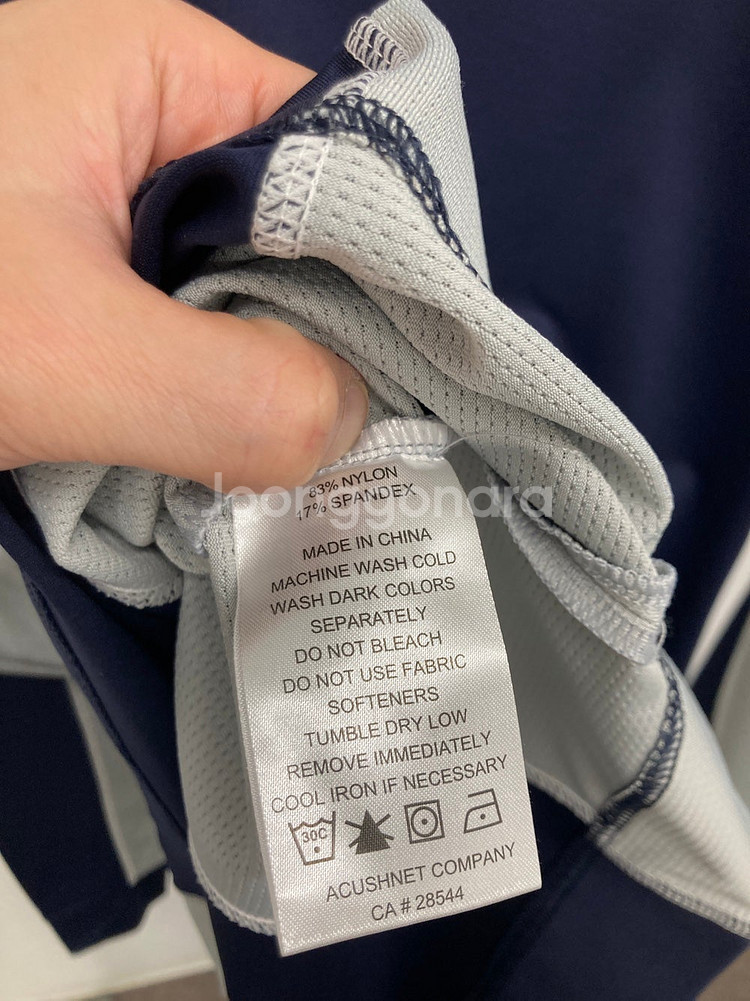 83% NYLON
17% SPANDEX
Joonggonara
MADE IN CHINA
MACHINE WASH COLD
WASH DARK COLORS
SEPARATELY
DO NOT BLEACH
DO NOT USE FABRIC
SOFTENERS
TUMBLE DRY LOW
REMOVE IMMEDIATELY
COOL IRON IF NECESSARY
30C
ACUSHNET COMPANY
CA # 28544